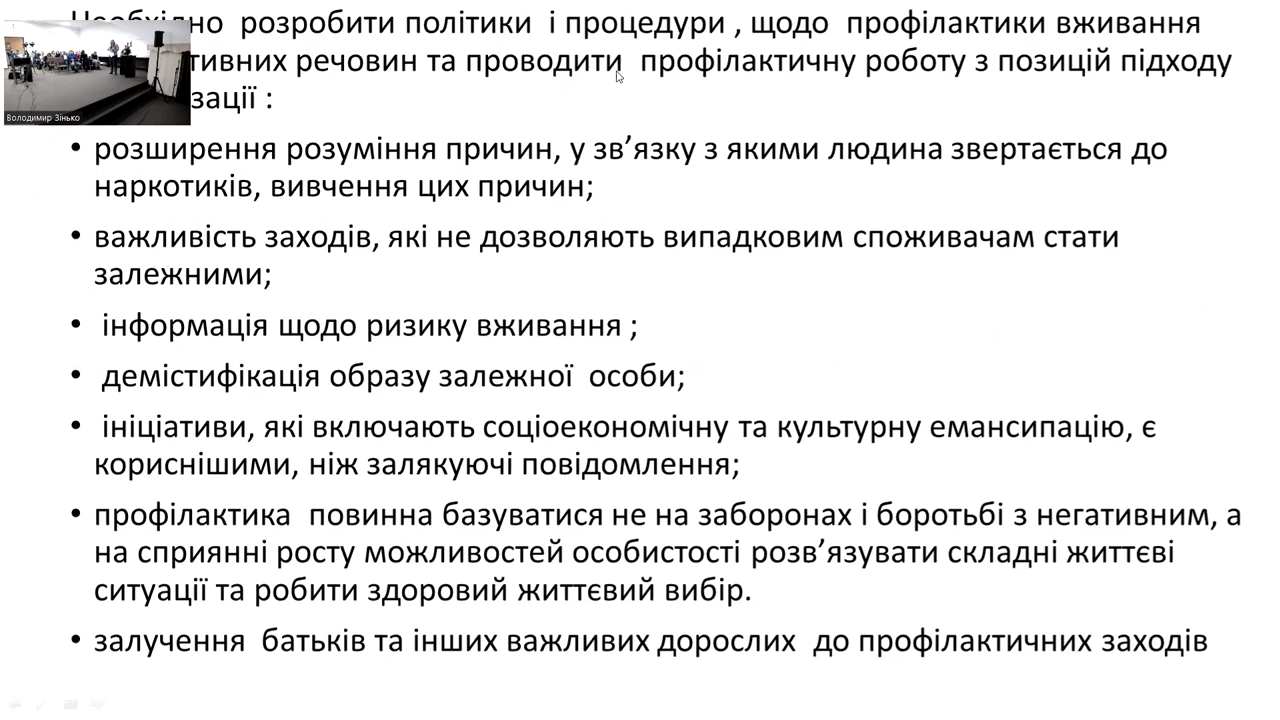 Необхідно розробити політики і процедури , щодо профілактики вживання
тивних речовин та проводити профілактичну роботу з позицій підходу
зації :
Володимир Зінько
• розширення розуміння причин, у зв’язку з якими людина звертається до
наркотиків, вивчення цих причин;
• важливість заходів, які не дозволяють випадковим споживачам стати
залежними;
• інформація щодо ризику вживання ;
• демістифікація образу залежної особи;
• ініціативи, які включають соціоекономічну та культурну емансипацію, є
кориснішими, ніж залякуючі повідомлення;
• профілактика повинна базуватися не на заборонах і боротьбі з негативним, а
на сприянні росту можливостей особистості розв’язувати складні життєві
ситуації та робити здоровий життєвий вибір.
• залучення батьків та інших важливих дорослих до профілактичних заходів